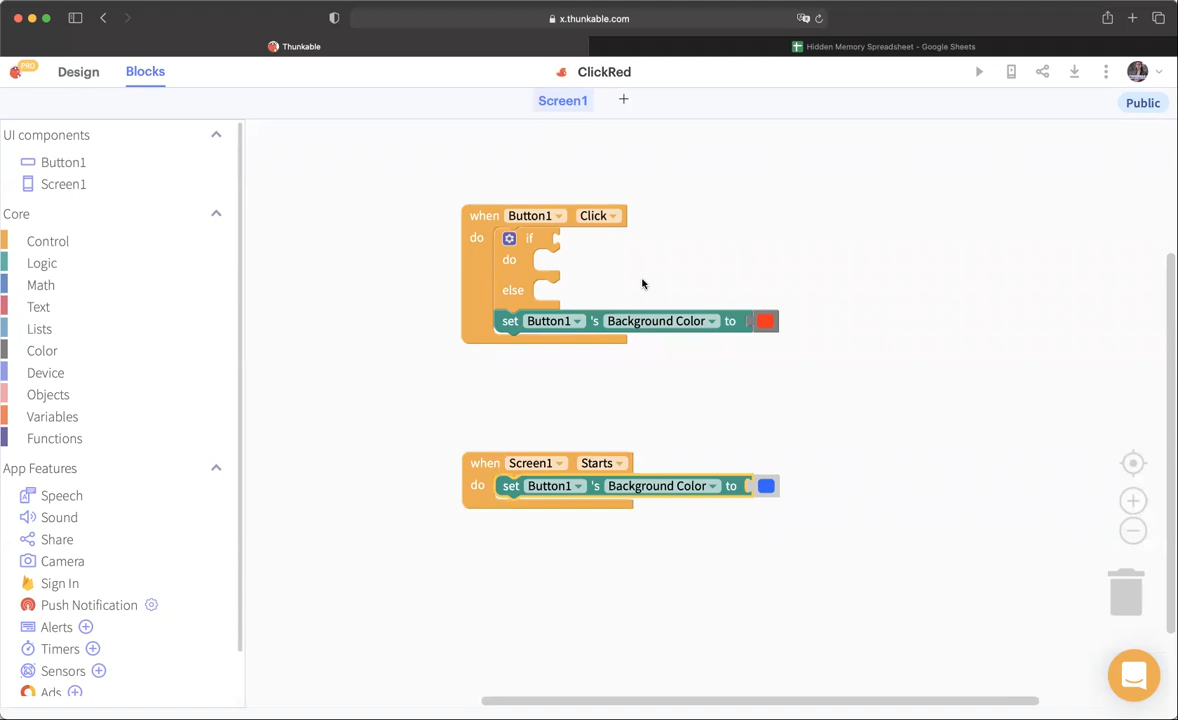 x.thunkable.com
Thunkable
Hidden Memory Spreadsheet - Google Sheets
PRO
Design
Blocks
ClickRed
Screen1
+
Public
UI components
Button1
Screen1
Core
Control
Logic
Math
Text
Lists
Color
Device
Objects
Variables
Functions
App Features
Speech
Sound
Share
Camera
Sign In
Push Notification
Alerts
Timers
Sensors
Ads
when Button1 Click
do if
do
else
set Button1 's Background Color to
when Screen1 Starts
do set Button1 's Background Color to